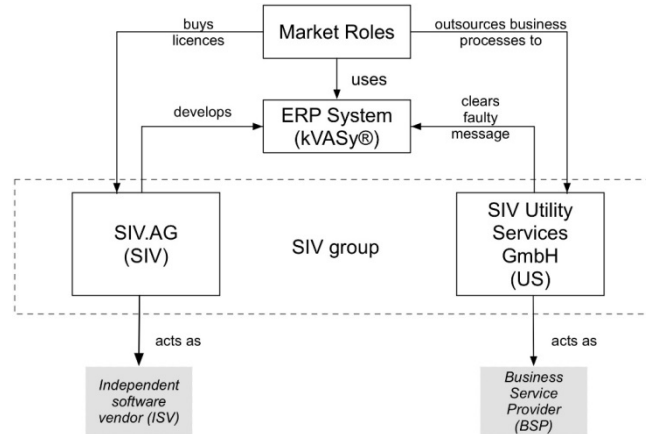 buys
licences
Market Roles
outsources business
processes to
uses
develops
ERP System
(kVASy®)
clears
faulty
message
SIV.AG
(SIV)
SIV group
SIV Utility
Services
GmbH
(US)
acts as
acts as
Independent
software
vendor (ISV)
Business
Service
Provider
(BSP)